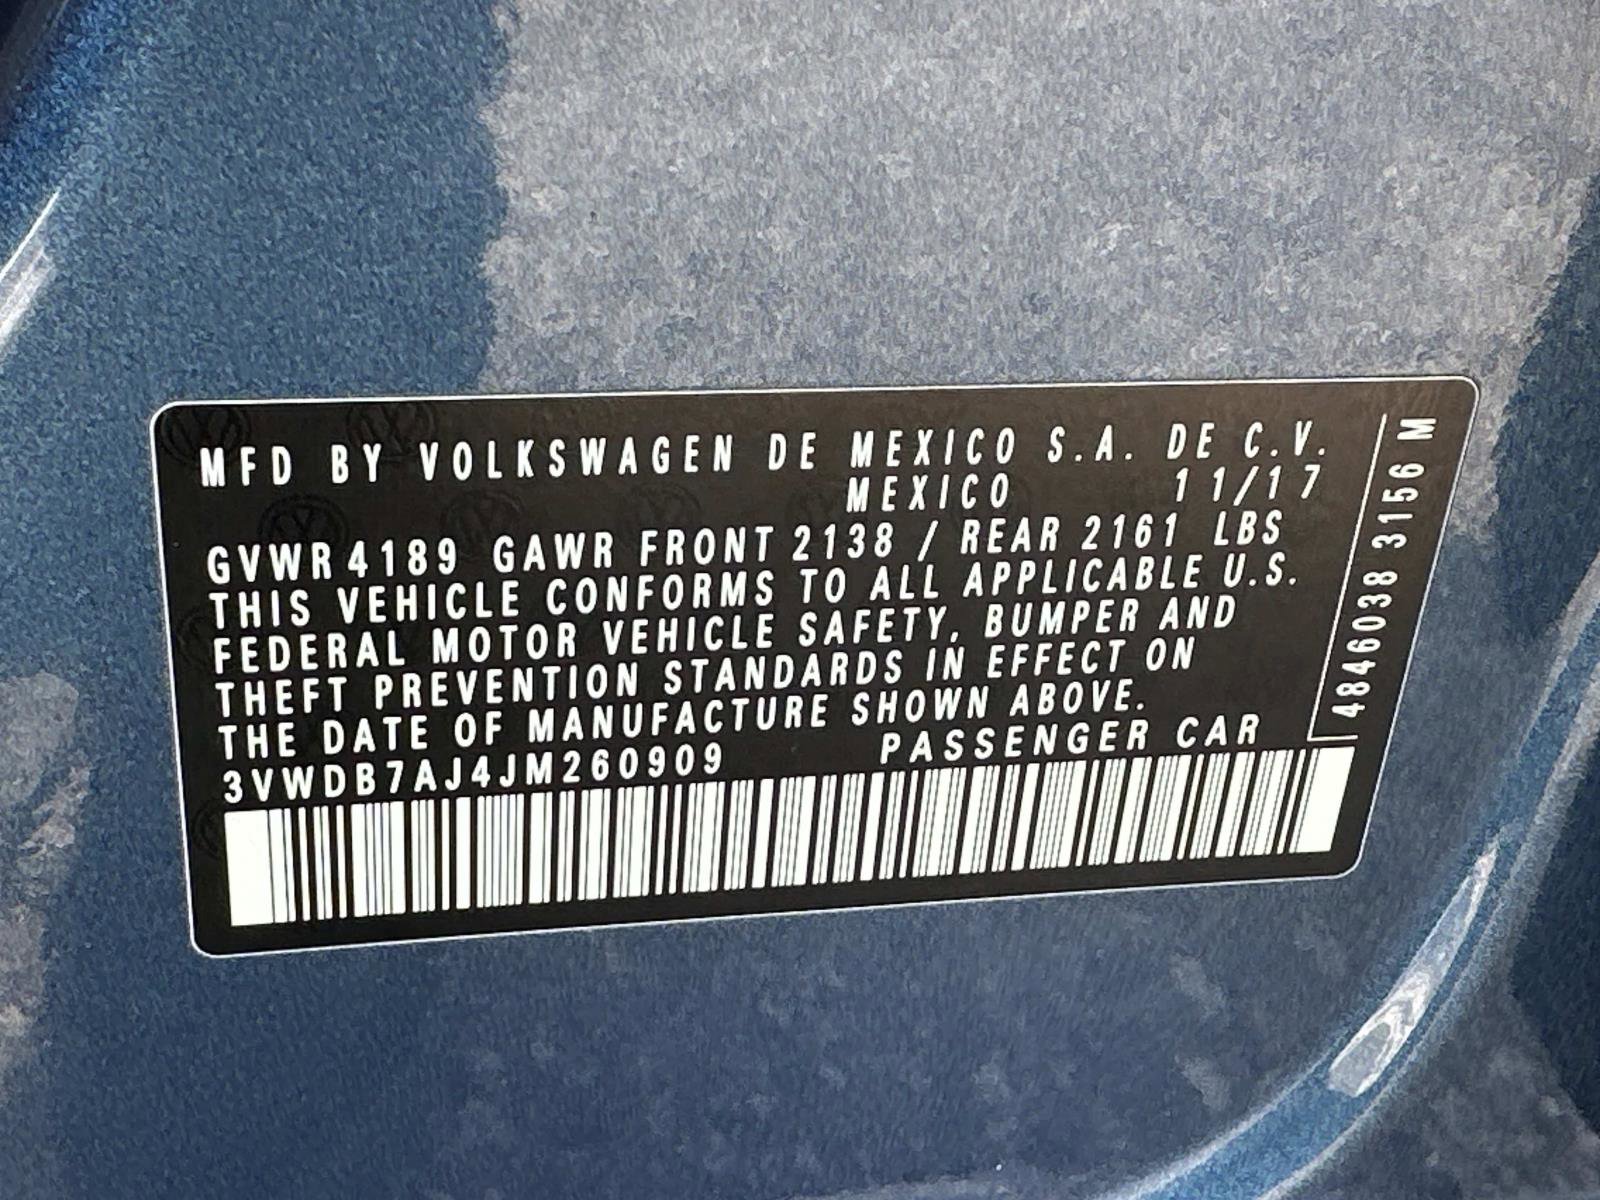 MFD BY VOLKSWAGEN DE MEXICO S.A. DE C.V.
MEXICO 11/17
GVWR 4189 GAWR FRONT 2138 / REAR 2161 LBS
THIS VEHICLE CONFORMS TO ALL APPLICABLE U.S.
FEDERAL MOTOR VEHICLE SAFETY, BUMPER AND
THEFT PREVENTION STANDARDS IN EFFECT ON
THE DATE OF MANUFACTURE SHOWN ABOVE.
3VWDB7AJ4JM260909 PASSENGER CAR
4846038 3156 M